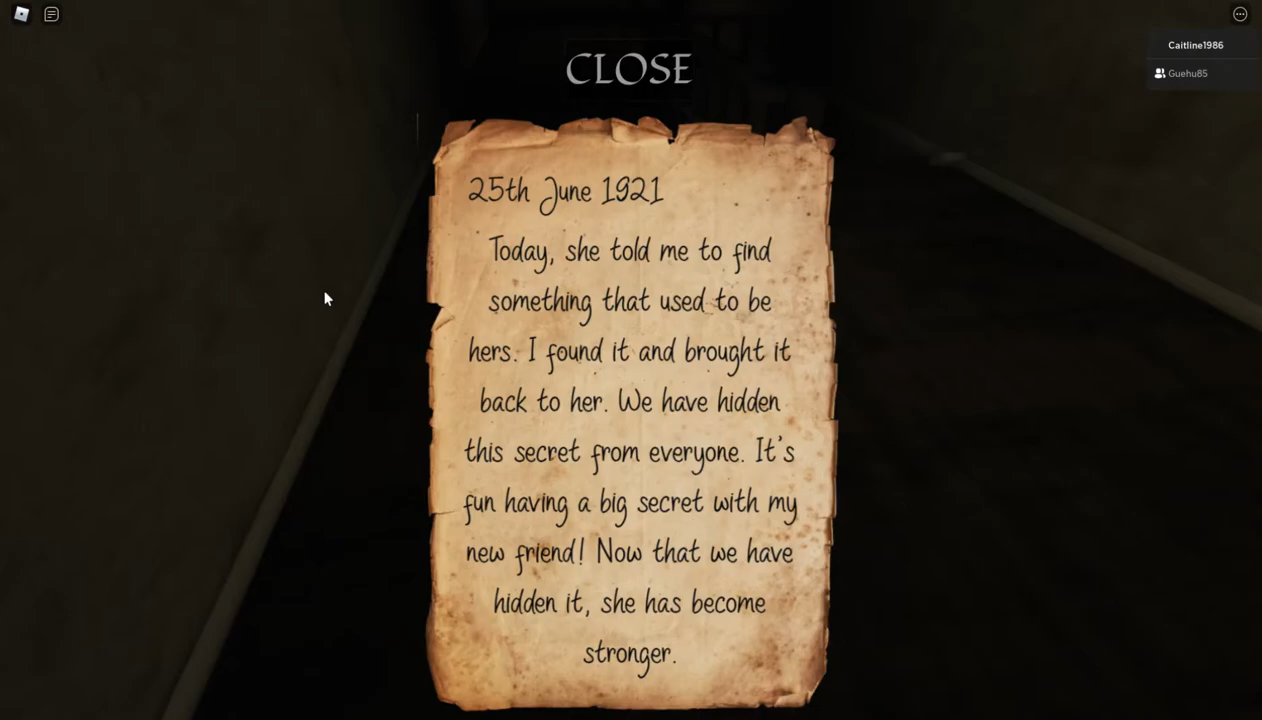 CLOSE
Caitline1986
Guehu85
25th June 1921
Today, she told me to find
something that used to be
hers. I found it and brought it
back to her. We have hidden
this secret from everyone. It's
fun having a big secret with my
new friend! Now that we have
hidden it, she has become
stronger.